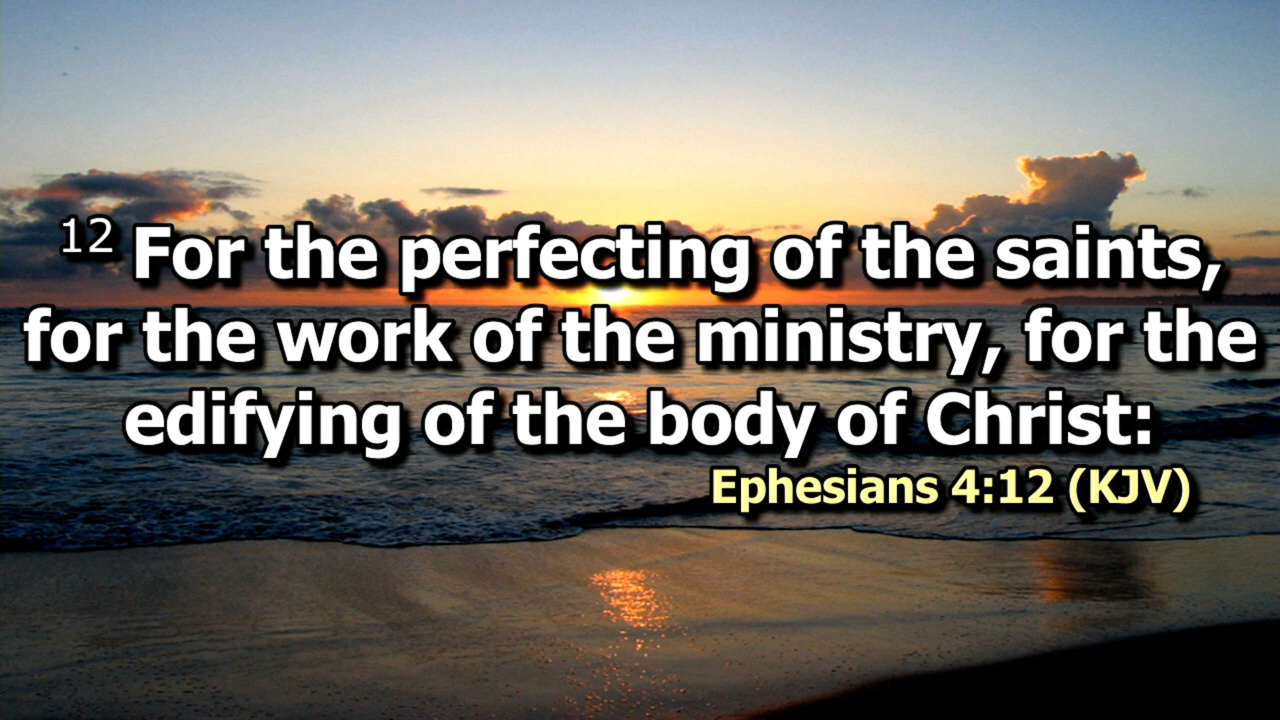 12 For the perfecting of the saints,
for the work of the ministry, for the
edifying of the body of Christ:
Ephesians 4:12 (KJV)